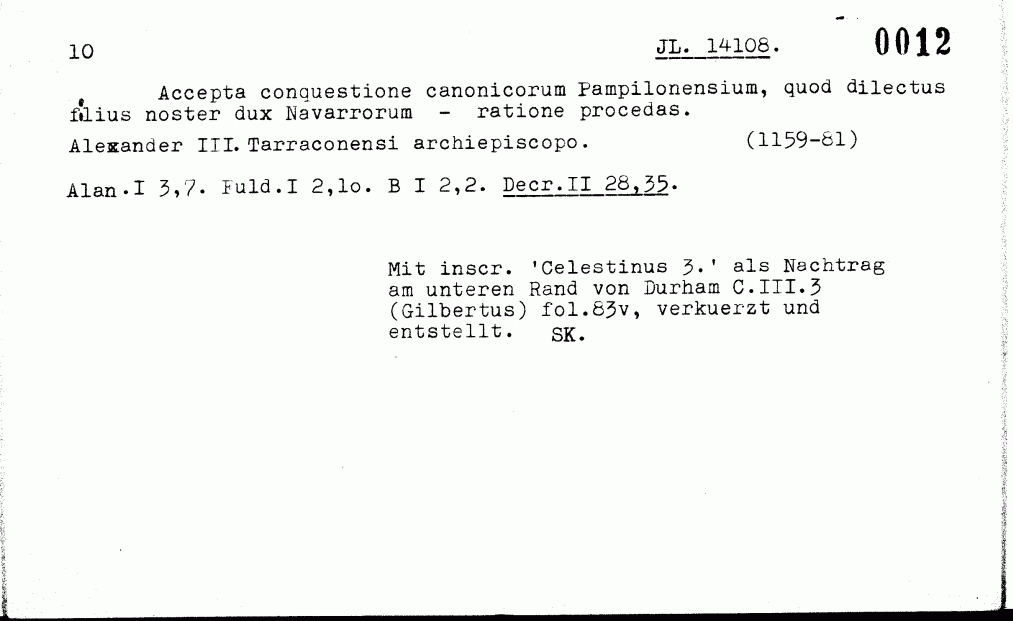 10 JL. 14108. 0012
Accepta conquestione canonicorum Pampilonensium, quod dilectus
filius noster dux Navarrorum - ratione procedas.
Alexander III. Tarraconensi archiepiscopo. (1159-81)
Alan.I 3,7. Fuld.I 2,lo. B I 2,2. Decr.II 28,35.
Mit inscr. 'Celestinus 3.' als Nachtrag
am unteren Rand von Durham C.III.3
(Gilbertus) fol.83v, verkuerzt und
entstellt. SK.